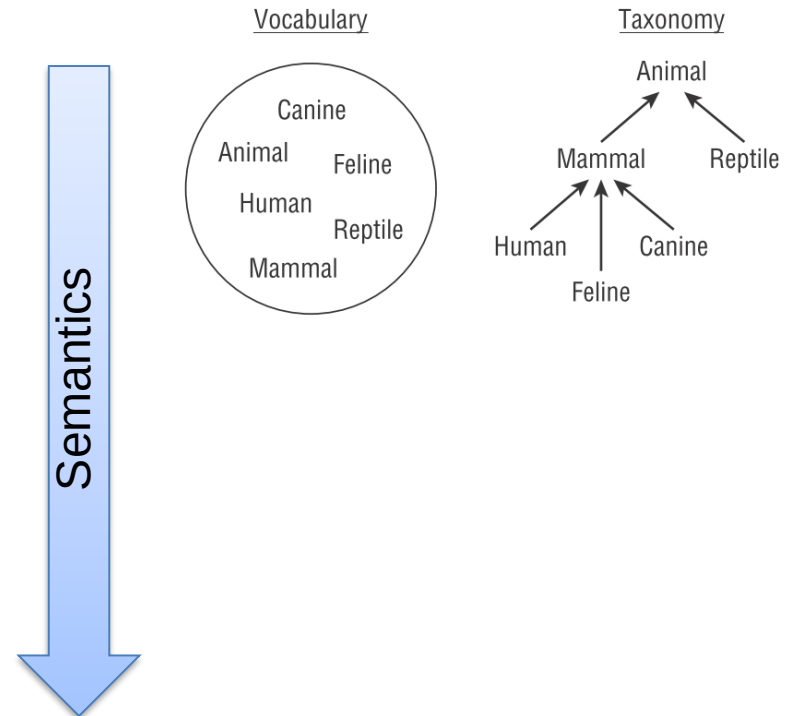 Vocabulary
Taxonomy
Semantics
Canine
Animal
Feline
Human
Reptile
Mammal
Animal
Mammal
Reptile
Human
Canine
Feline